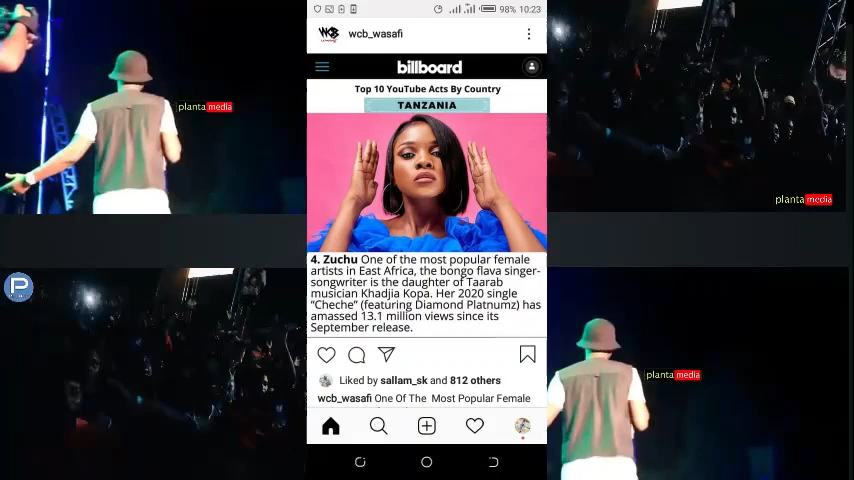 98% 10:23
WCB
wcb_wasafi
billboard
Top 10 YouTube Acts By Country
TANZANIA
4. Zuchu One of the most popular female
artists in East Africa, the bongo flava singer-
songwriter is the daughter of Taarab
musician Khadjia Kopa. Her 2020 single
“Cheche” (featuring Diamond Platnumz) has
amassed 13.1 million views since its
September release.
Liked by sallam_sk and 812 others
wcb_wasafi One Of The Most Popular Female
planta media
planta media
planta media
P